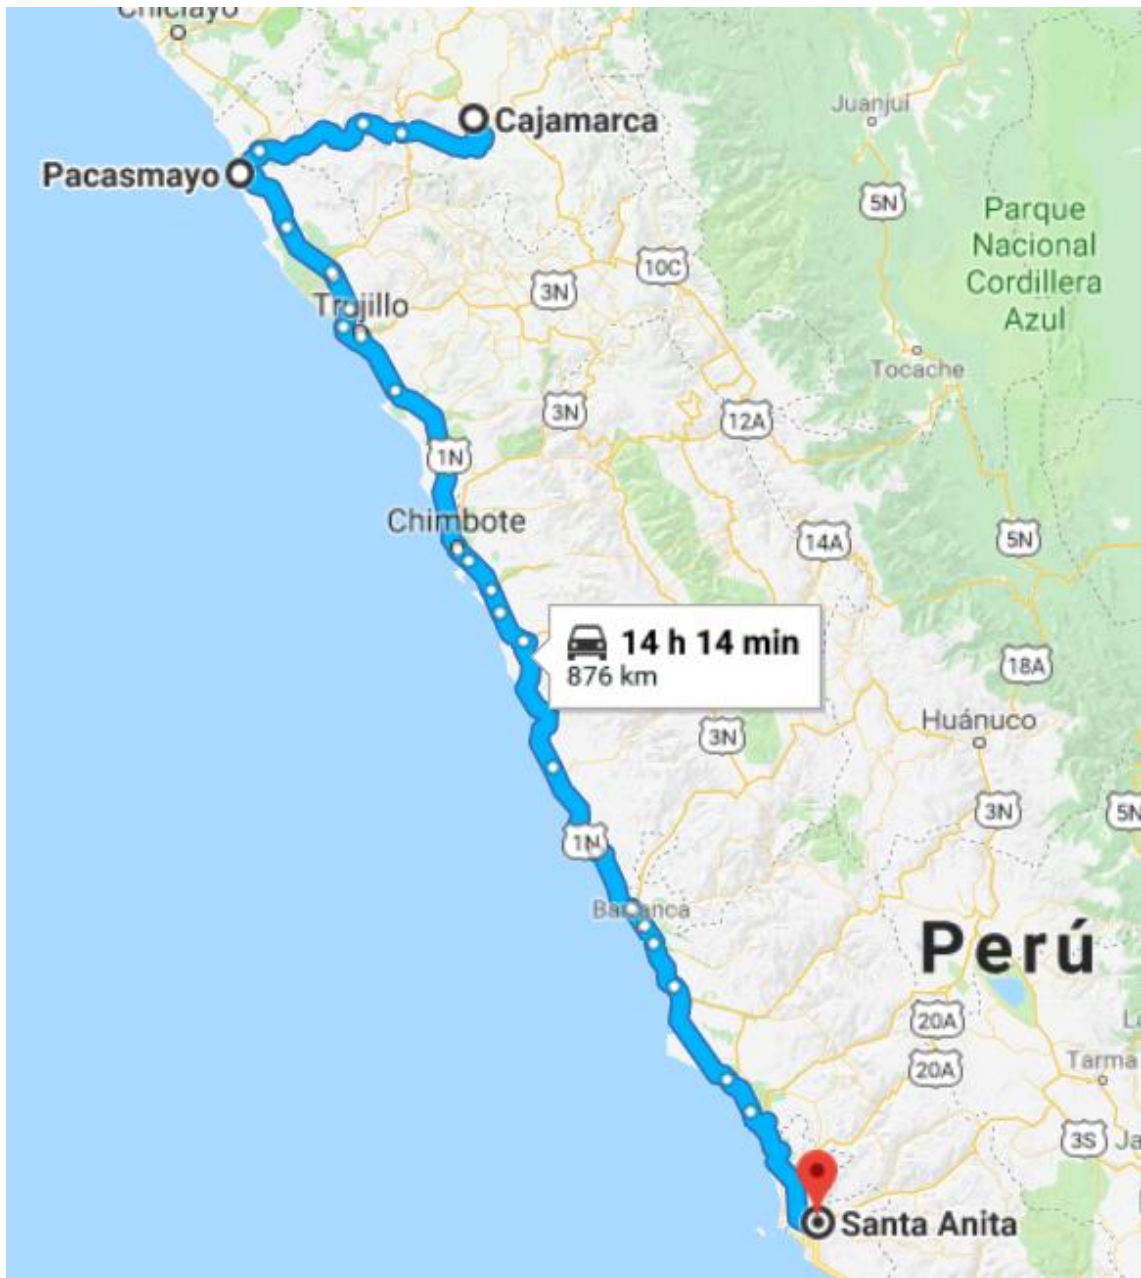 Chiclayo
Cajamarca
Juanjuí
Pacasmayo
5N
Parque
Nacional
Cordillera
Azul
10C
3N
Trujillo
Tocache
3N
12A
1N
Chimbote
14A
5N
14 h 14 min
876 km
18A
Huánuco
3N
3N
5N
1N
Barranca
Perú
20A
La
Tarma
20A
3S
Ja
Santa Anita